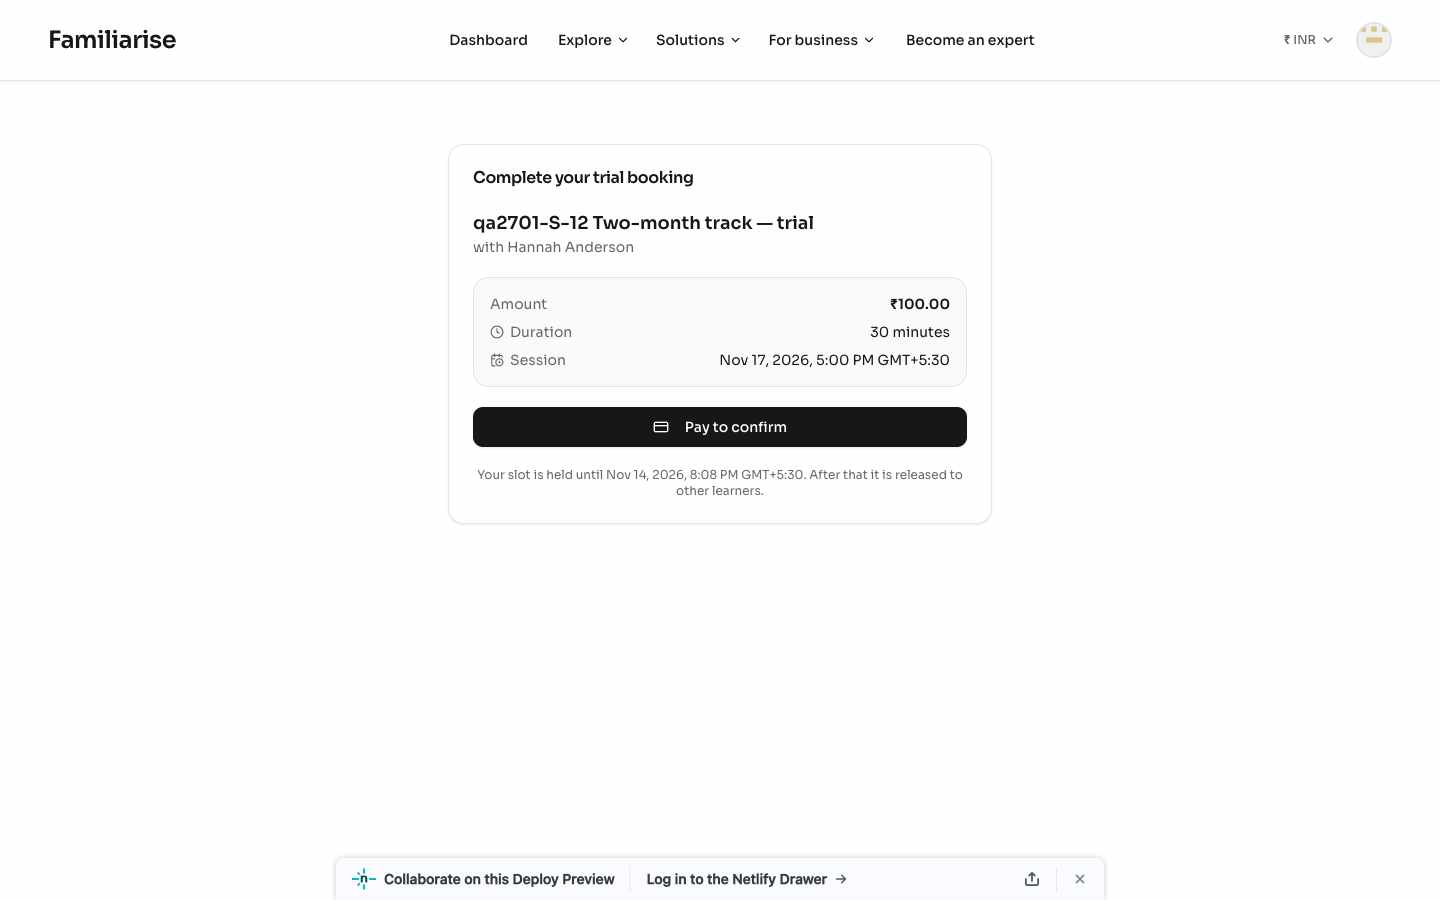 Familiarise
Dashboard
Explore
Solutions
For business
Become an expert
₹ INR
Complete your trial booking
qa2701-S-12 Two-month track — trial
with Hannah Anderson
Amount ₹100.00
Duration 30 minutes
Session Nov 17, 2026, 5:00 PM GMT+5:30
Pay to confirm
Your slot is held until Nov 14, 2026, 8:08 PM GMT+5:30. After that it is released to
other learners.
Collaborate on this Deploy Preview
Log in to the Netlify Drawer →